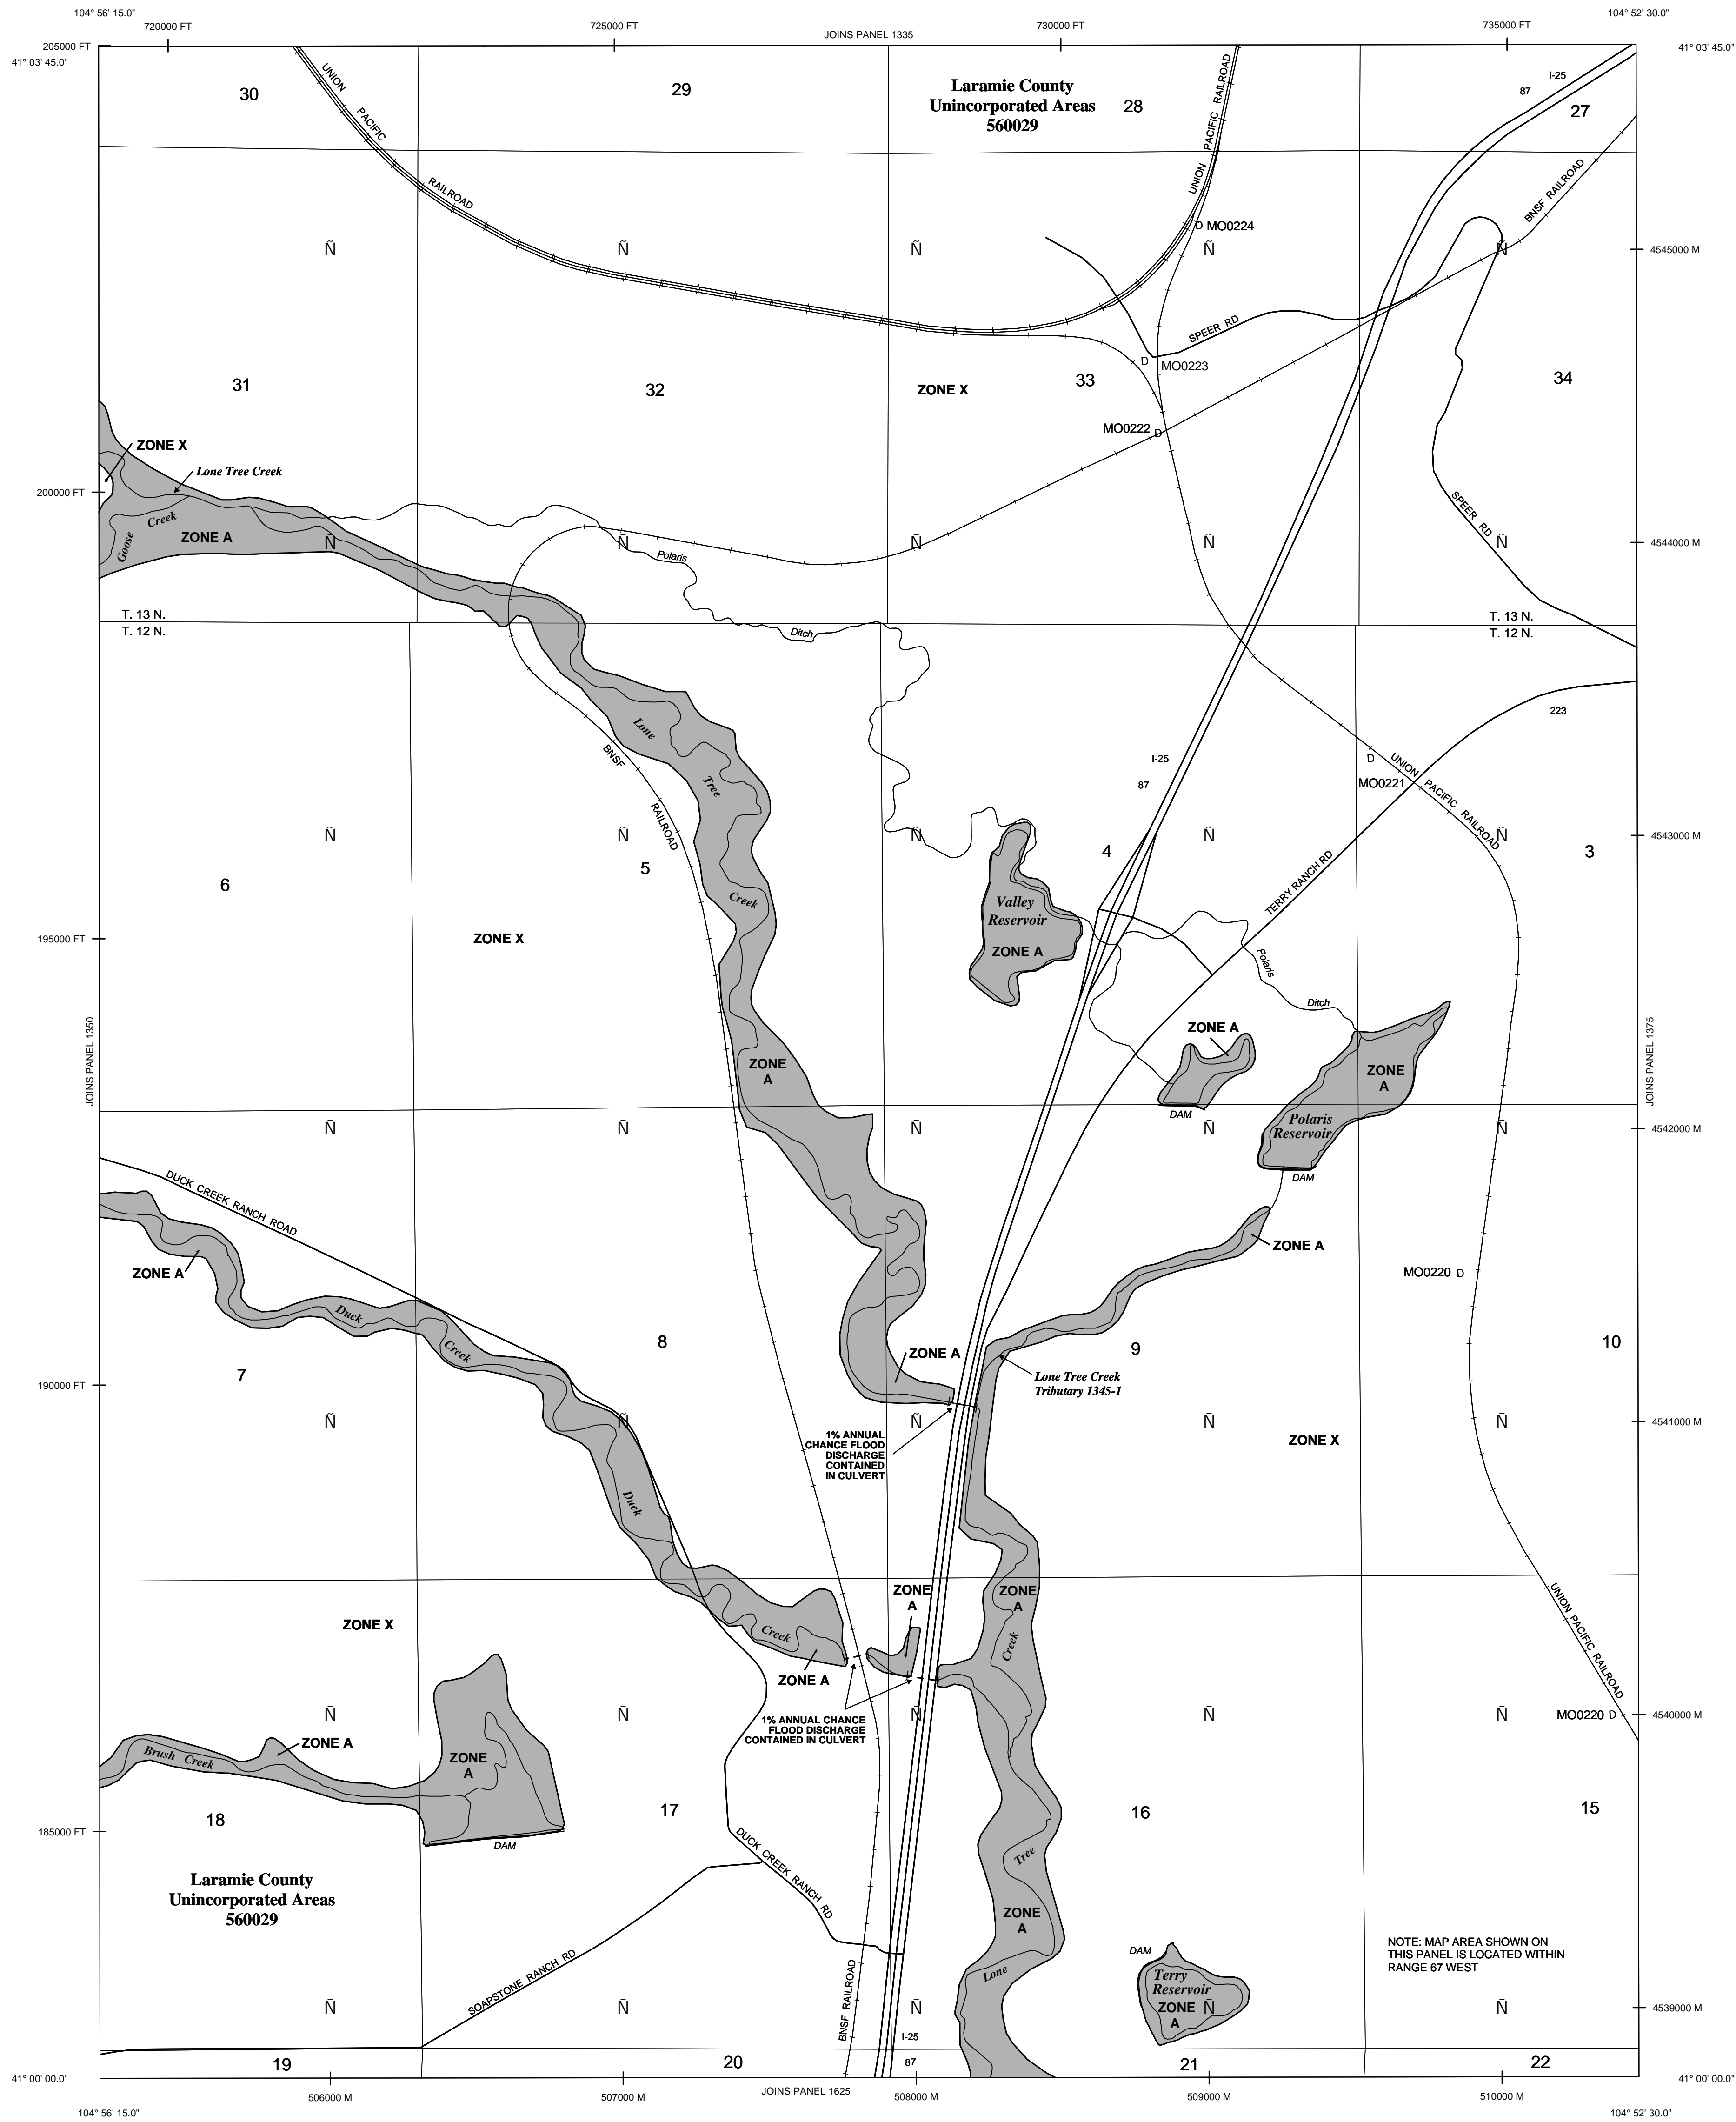 104° 56' 15.0"
104° 52' 30.0"
720000 FT
725000 FT
730000 FT
735000 FT
JOINS PANEL 1335
205000 FT
41° 03' 45.0"
41° 03' 45.0"
30
29
Laramie County
Unincorporated Areas
560029
28
27
I-25
87
UNION PACIFIC
RAILROAD
UNION PACIFIC RAILROAD
BNSF RAILROAD
D MO0224
Ñ
Ñ
Ñ
Ñ
Ñ
4545000 M
SPEER RD
D
MO0223
31
32
ZONE X
33
34
MO0222 D
ZONE X
Lone Tree Creek
200000 FT
Goose Creek
ZONE A
SPEER RD
Ñ
Ñ
Ñ
Ñ
Ñ
4544000 M
Polaris
Ditch
T. 13 N.
T. 12 N.
T. 13 N.
T. 12 N.
223
Lone
Tree
Creek
BNSF
RAILROAD
I-25
87
D
MO0221
UNION PACIFIC RAILROAD
Ñ
Ñ
Ñ
Ñ
Ñ
4543000 M
6
5
4
3
TERRY RANCH RD
Valley
Reservoir
ZONE A
195000 FT
ZONE X
Polaris
Ditch
JOINS PANEL 1350
JOINS PANEL 1375
ZONE A
ZONE
A
ZONE
A
DAM
Polaris
Reservoir
DAM
Ñ
Ñ
Ñ
Ñ
Ñ
4542000 M
DUCK CREEK RANCH ROAD
ZONE A
ZONE A
MO0220 D
Duck
Creek
8
7
9
10
ZONE A
Lone Tree Creek
Tributary 1345-1
190000 FT
Ñ
Ñ
Ñ
Ñ
Ñ
4541000 M
1% ANNUAL
CHANCE FLOOD
DISCHARGE
CONTAINED
IN CULVERT
ZONE X
Duck
Creek
ZONE
A
ZONE
A
ZONE X
ZONE A
UNION PACIFIC RAILROAD
Creek
1% ANNUAL CHANCE
FLOOD DISCHARGE
CONTAINED IN CULVERT
Ñ
Ñ
Ñ
Ñ
Ñ
MO0220 D
4540000 M
Brush Creek
ZONE A
ZONE
A
18
17
16
15
185000 FT
DAM
DUCK CREEK RANCH RD
Tree
Laramie County
Unincorporated Areas
560029
ZONE
A
Lone
SOAPSTONE RANCH RD
BNSF RAILROAD
DAM
Terry
Reservoir
ZONE
A
NOTE: MAP AREA SHOWN ON
THIS PANEL IS LOCATED WITHIN
RANGE 67 WEST
Ñ
Ñ
Ñ
Ñ
Ñ
4539000 M
I-25
87
19
20
21
22
41° 00' 00.0"
41° 00' 00.0"
506000 M
507000 M
JOINS PANEL 1625
508000 M
509000 M
510000 M
104° 56' 15.0"
104° 52' 30.0"